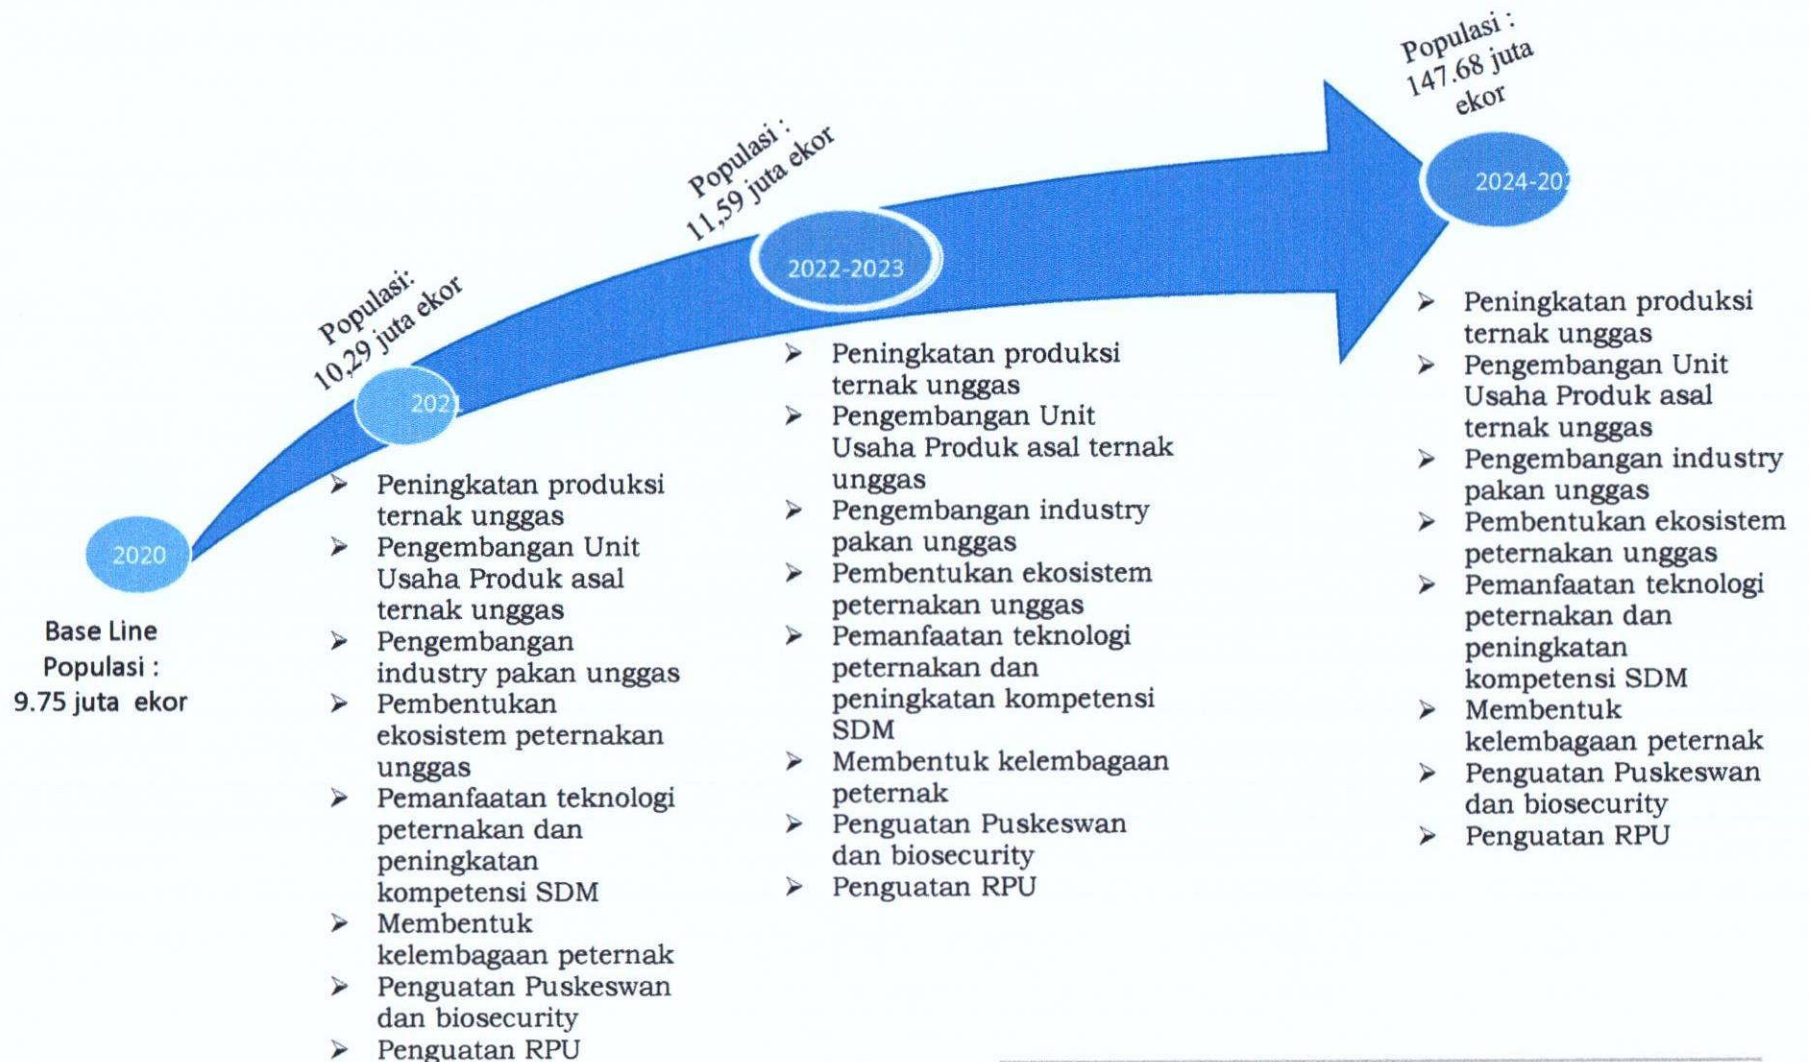 2020
Base Line
Populasi :
9.75 juta ekor
Populasi:
10,29 juta ekor
2021
➢ Peningkatan produksi
ternak unggas
➢ Pengembangan Unit
Usaha Produk asal
ternak unggas
➢ Pengembangan
industry pakan unggas
➢ Pembentukan
ekosistem peternakan
unggas
➢ Pemanfaatan teknologi
peternakan dan
peningkatan
kompetensi SDM
➢ Membentuk
kelembagaan peternak
➢ Penguatan Puskeswan
dan biosecurity
➢ Penguatan RPU
Populasi :
11,59 juta ekor
2022-2023
➢ Peningkatan produksi
ternak unggas
➢ Pengembangan Unit
Usaha Produk asal ternak
unggas
➢ Pengembangan industry
pakan unggas
➢ Pembentukan ekosistem
peternakan unggas
➢ Pemanfaatan teknologi
peternakan dan
peningkatan kompetensi
SDM
➢ Membentuk kelembagaan
peternak
➢ Penguatan Puskeswan
dan biosecurity
➢ Penguatan RPU
Populasi :
147.68 juta
ekor
2024-202
➢ Peningkatan produksi
ternak unggas
➢ Pengembangan Unit
Usaha Produk asal
ternak unggas
➢ Pengembangan industry
pakan unggas
➢ Pembentukan ekosistem
peternakan unggas
➢ Pemanfaatan teknologi
peternakan dan
peningkatan
kompetensi SDM
➢ Membentuk
kelembagaan peternak
➢ Penguatan Puskeswan
dan biosecurity
➢ Penguatan RPU